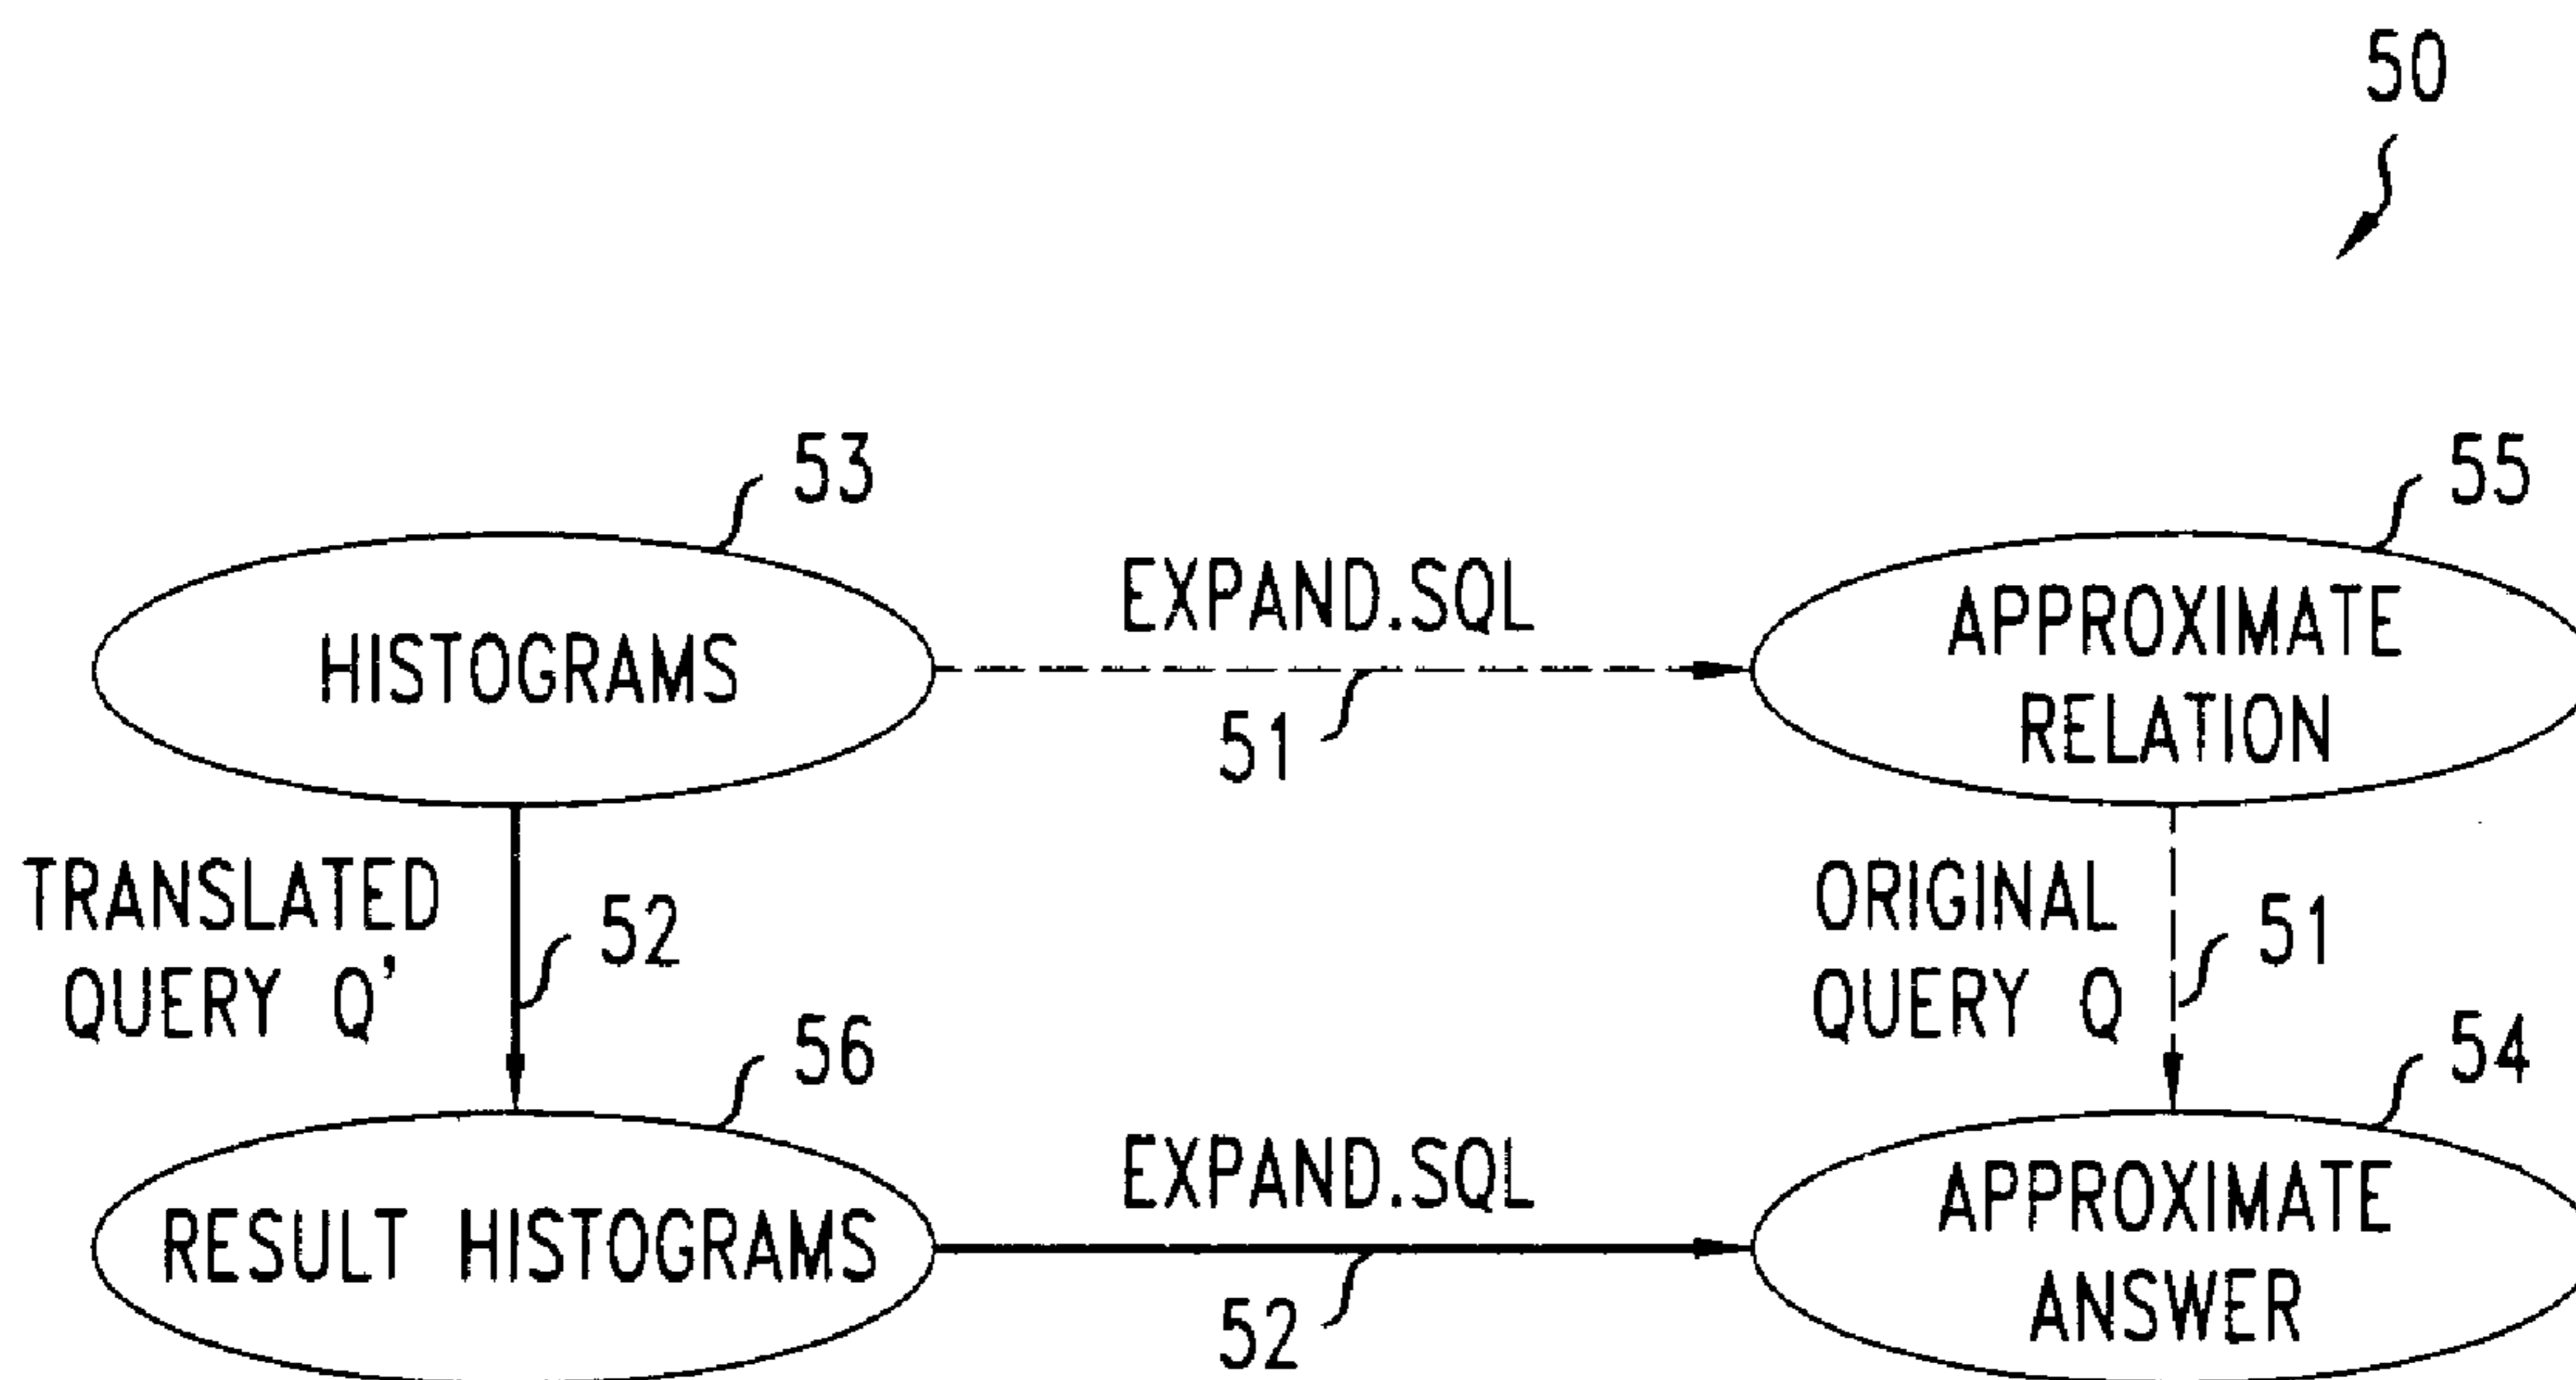 50
53
55
EXPAND.SQL
HISTOGRAMS
APPROXIMATE
RELATION
51
TRANSLATED
QUERY Q'
52
ORIGINAL
QUERY Q
51
56
54
EXPAND.SQL
RESULT HISTOGRAMS
APPROXIMATE
ANSWER
52